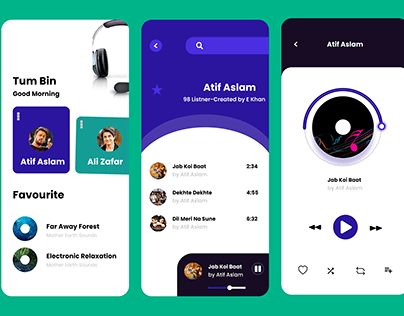 Tum Bin
Good Morning
Atif Aslam
Ali Zafar
Favourite
Far Away Forest
Mother Earth Sounds
Electronic Relaxation
Mother Earth Sounds
Atif Aslam
98 Listner-Created by E Khan
Jab Koi Baat 2:34
by Atif Aslam
Dekhte Dekhte 4:55
by Atif Aslam
Dil Meri Na Sune 6:32
by Atif Aslam
Jab Koi Baat
by Atif Aslam
Atif Aslam
Jab Koi Baat
by Atif Aslam